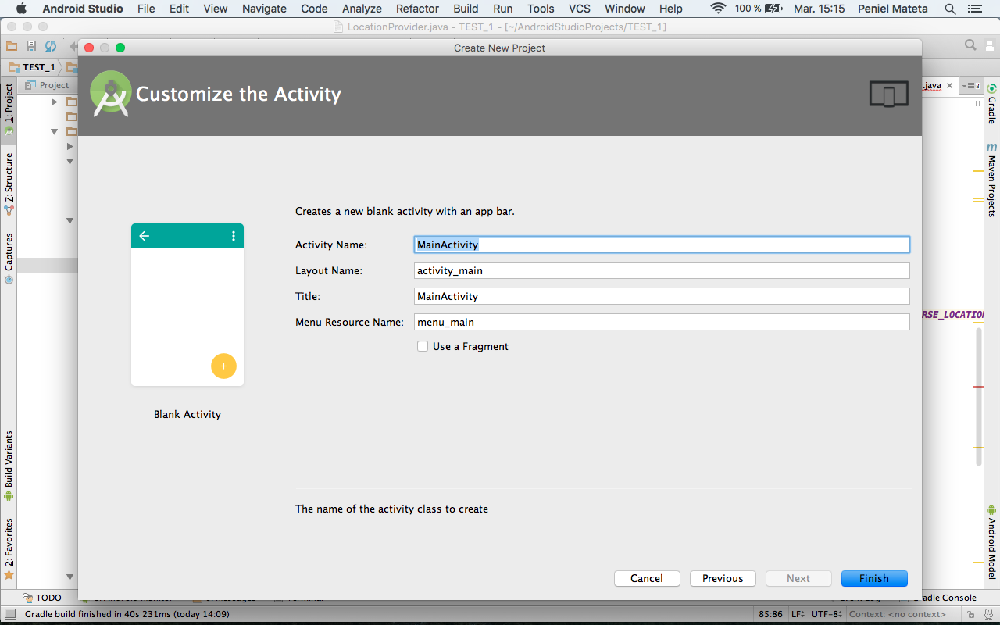 Android Studio File Edit View Navigate Code Analyze Refactor Build Run Tools VCS Window Help 100 % Mar. 15:15 Peniel Mateta
LocationProvider.java - TEST_1 - [~/AndroidStudioProjects/TEST_1]
Create New Project
TEST_1
Project
.java
3
1: Project
Z: Structure
Captures
Build Variants
2: Favorites
Customize the Activity
Creates a new blank activity with an app bar.
Activity Name: MainActivity
Layout Name: activity_main
Title: MainActivity
Menu Resource Name: menu_main
Use a Fragment
Blank Activity
The name of the activity class to create
Cancel Previous Next Finish
RSE_LOCATION
Gradle
m Maven Projects
Android Model
TODO
Gradle Console
Gradle build finished in 40s 231ms (today 14:09) 85:86 LF÷ UTF-8÷ Context: <no context>